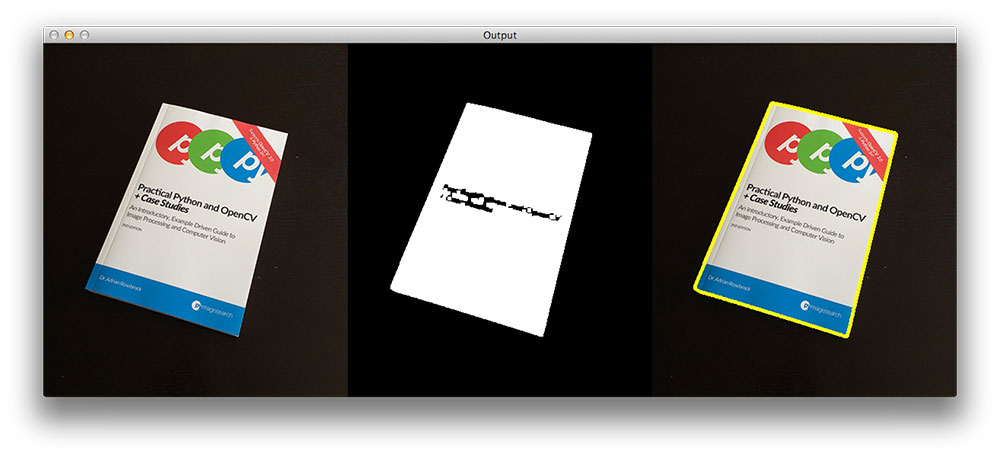 Output
Practical Python and OpenCV
+ Case Studies
An Introductory, Example Driven Guide to
Image Processing and Computer Vision
2ND EDITION
Dr. Adrian Rosebrock
pyimagesearch
Practical Python and OpenCV
+ Case Studies
An Introductory, Example Driven Guide to
Image Processing and Computer Vision
2ND EDITION
Dr. Adrian Rosebrock
pyimagesearch